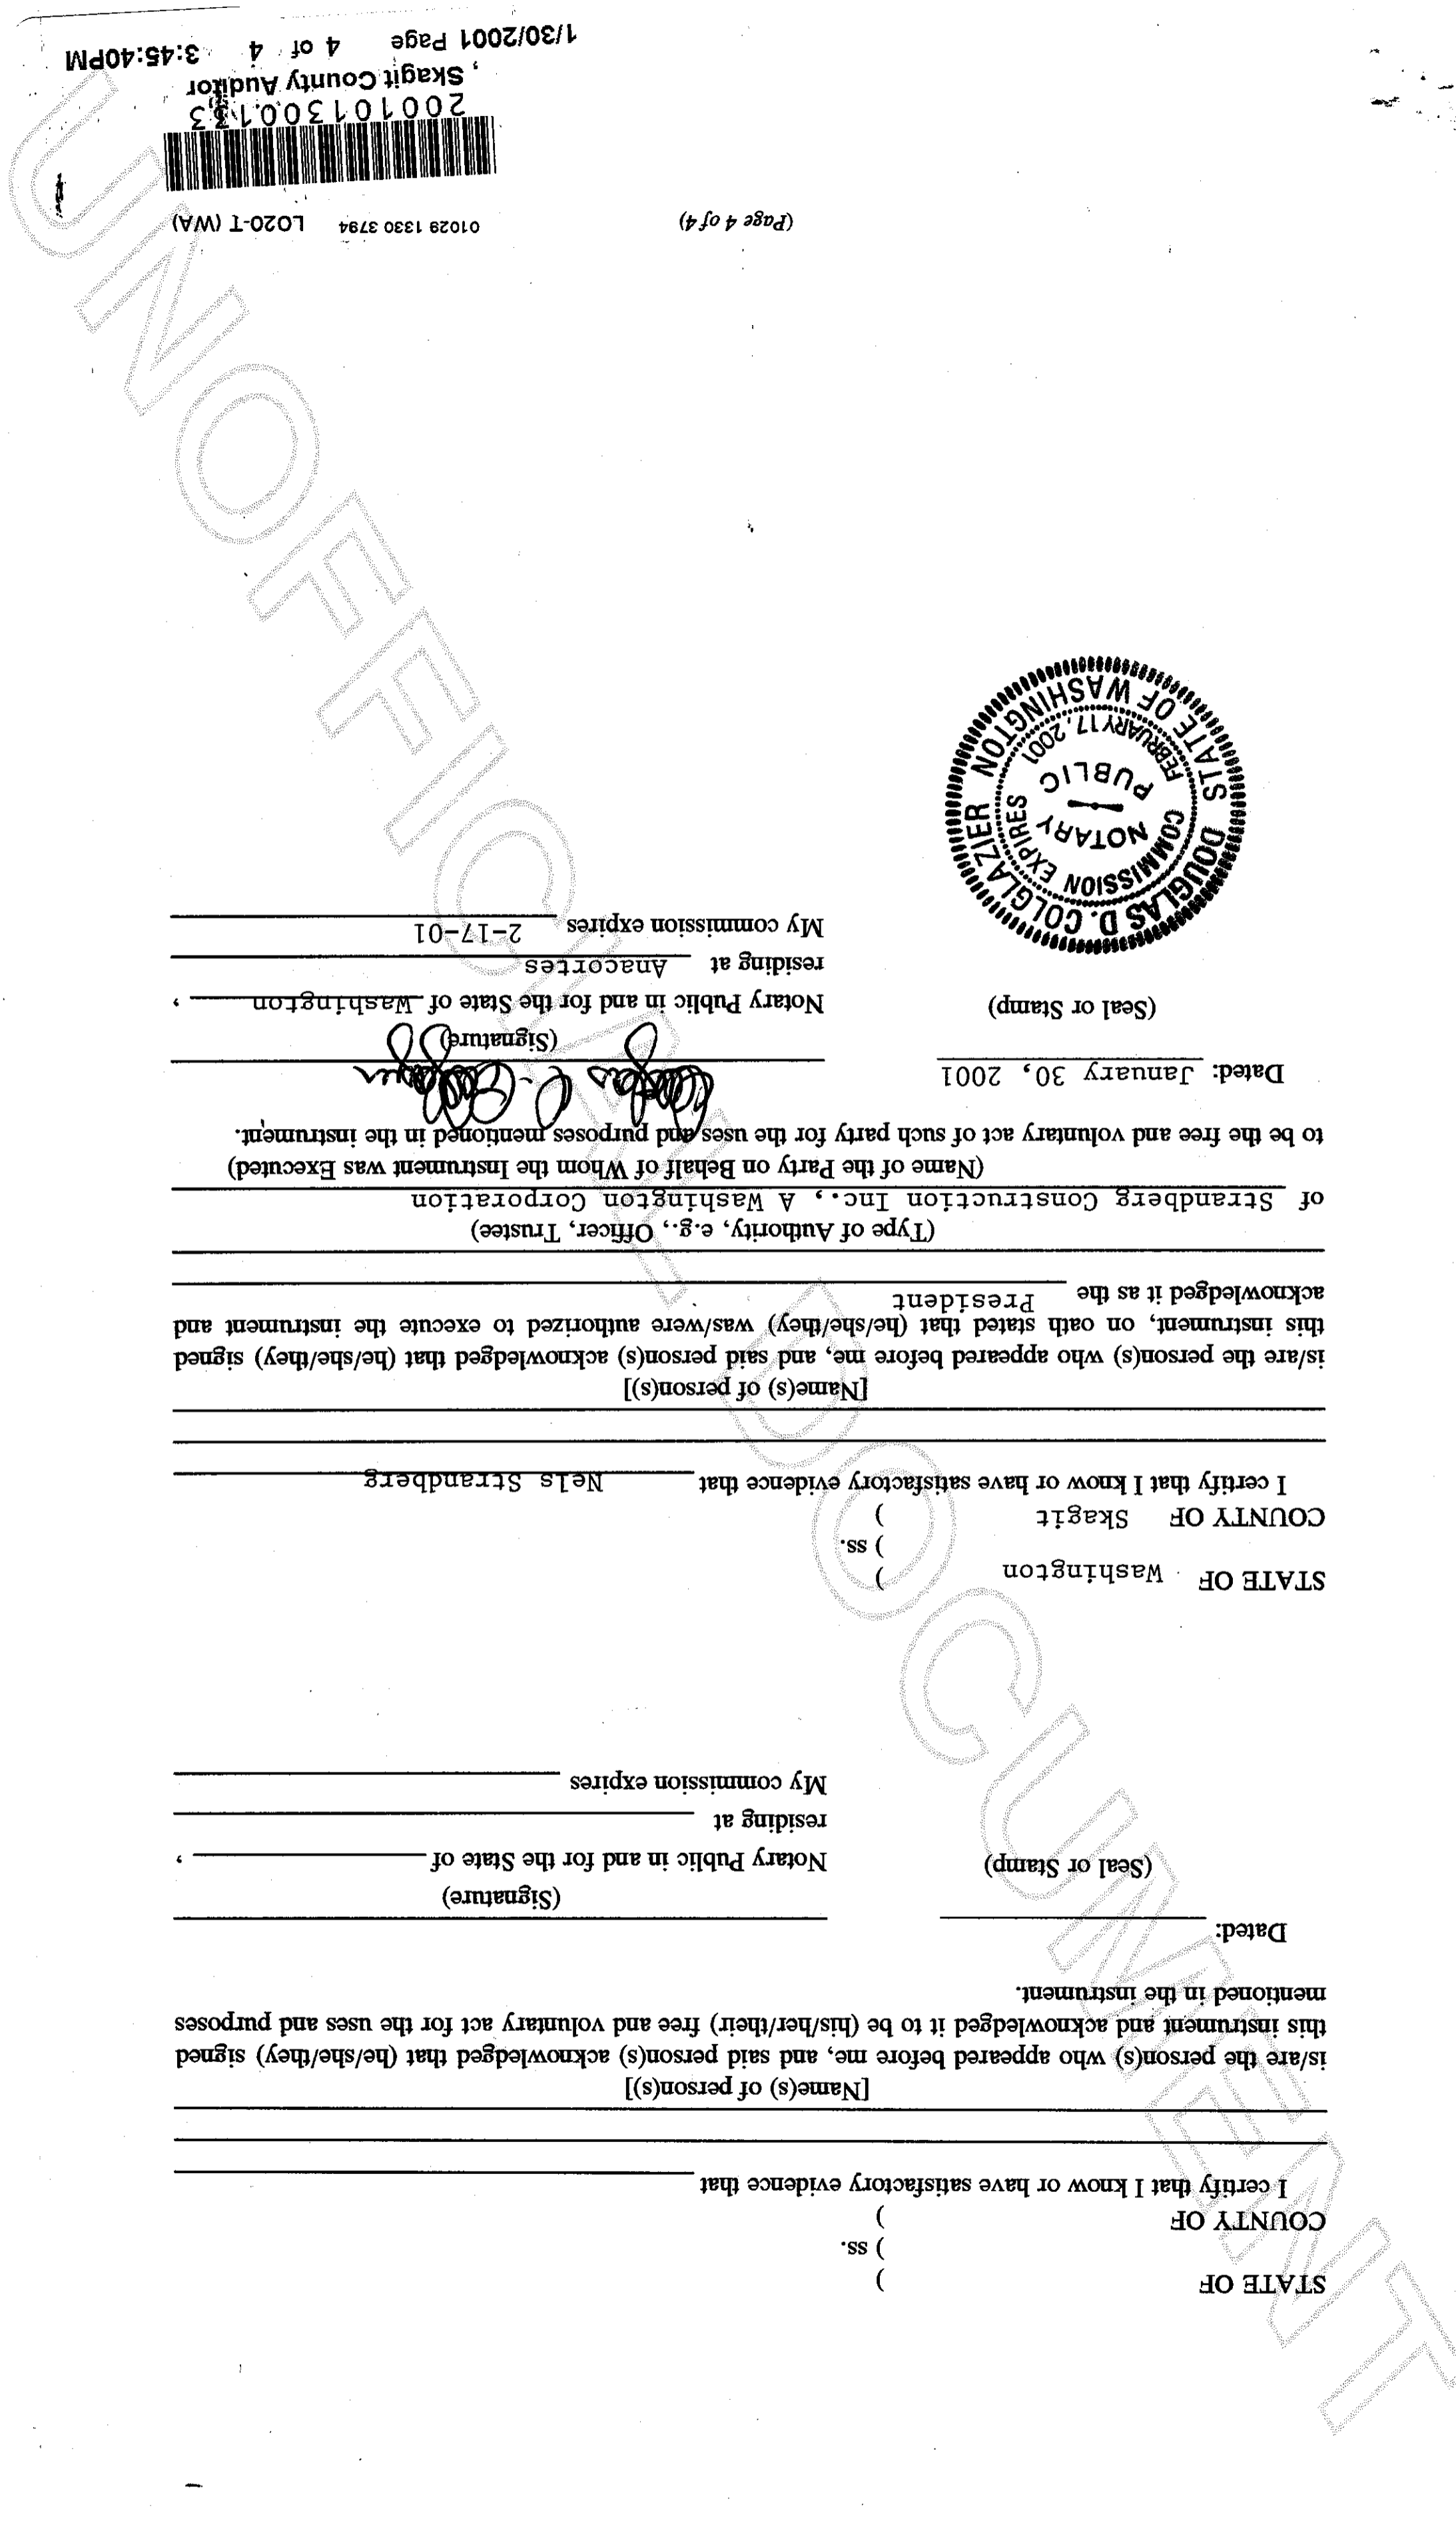 STATE OF )
) ss.
COUNTY OF )
I certify that I know or have satisfactory evidence that
[Name(s) of person(s)]
is/are the person(s) who appeared before me, and said person(s) acknowledged that (he/she/they) signed
this instrument and acknowledged it to be (his/her/their) free and voluntary act for the uses and purposes
mentioned in the instrument.
Dated:
(Signature)
(Seal or Stamp)
Notary Public in and for the State of ,
residing at
My commission expires
STATE OF Washington )
) ss.
COUNTY OF Skagit )
I certify that I know or have satisfactory evidence that Nels Strandberg
[Name(s) of person(s)]
is/are the person(s) who appeared before me, and said person(s) acknowledged that (he/she/they) signed
this instrument, on oath stated that (he/she/they) was/were authorized to execute the instrument and
acknowledged it as the President
(Type of Authority, e.g., Officer, Trustee)
of Strandberg Construction Inc., A Washington Corporation
(Name of the Party on Behalf of Whom the Instrument was Executed)
to be the free and voluntary act of such party for the uses and purposes mentioned in the instrument.
Dated: January 30, 2001
(Signature)
(Seal or Stamp)
Notary Public in and for the State of Washington ,
residing at Anacortes
My commission expires 2-17-01
DOUGLAS D. COLGLAZIER
COMMISSION EXPIRES
NOTARY
PUBLIC
FEBRUARY 17, 2001
STATE OF WASHINGTON
(Page 4 of 4)
01029 1330 3794 LO20-T (WA)
, Skagit County Auditor
1/30/2001 Page 4 of 4 3:45:40PM
UNOFFICIAL DOCUMENT